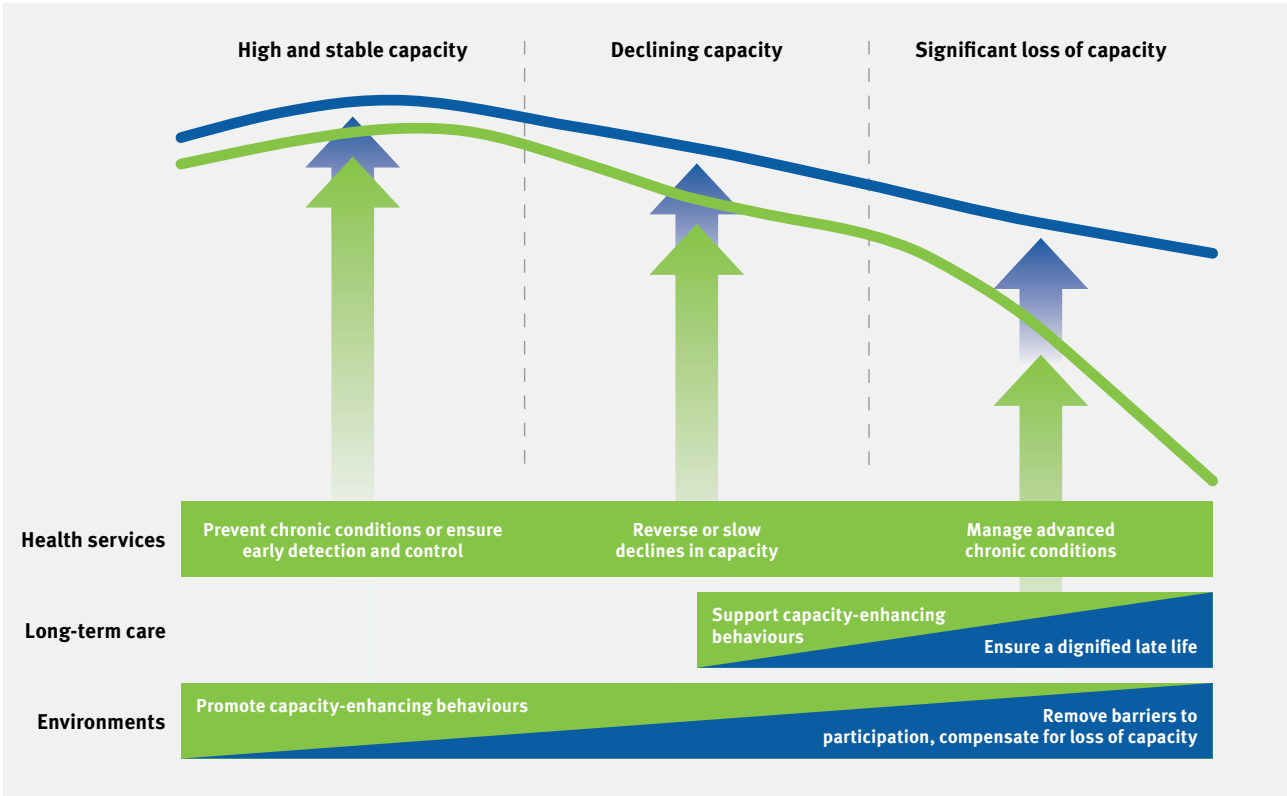 High and stable capacity
Declining capacity
Significant loss of capacity
Health services
Prevent chronic conditions or ensure
early detection and control
Reverse or slow
declines in capacity
Manage advanced
chronic conditions
Long-term care
Support capacity-enhancing
behaviours
Ensure a dignified late life
Environments
Promote capacity-enhancing behaviours
Remove barriers to
participation, compensate for loss of capacity